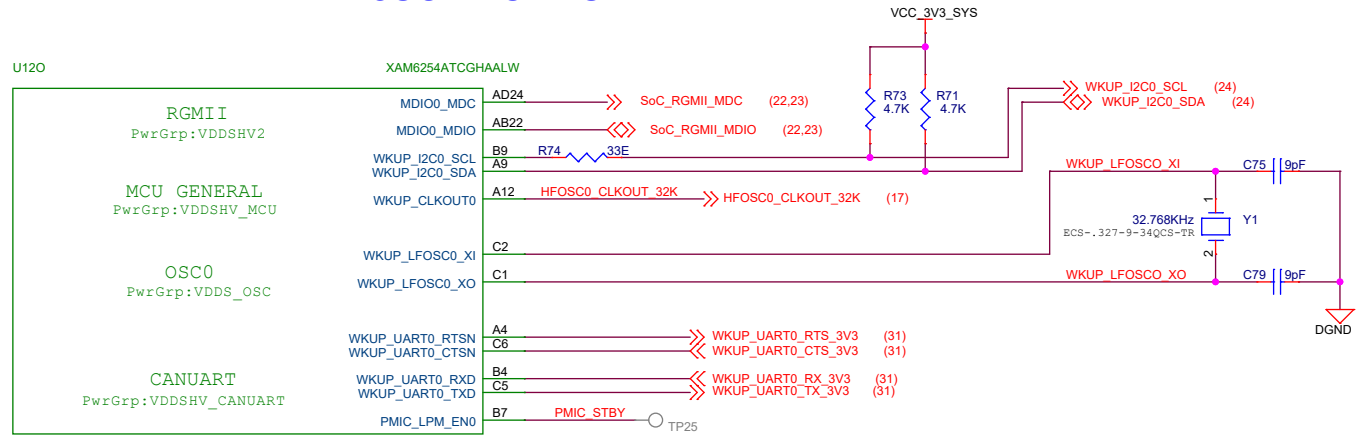 VCC_3V3_SYS
U12O
XAM6254ATCGHAALW
RGMII
PwrGrp:VDDSHV2
MCU GENERAL
PwrGrp:VDDSHV_MCU
OSC0
PwrGrp:VDDS_OSC
CANUART
PwrGrp:VDDSHV_CANUART
MDIO0_MDC
AD24
SoC_RGMII_MDC (22,23)
MDIO0_MDIO
AB22
SoC_RGMII_MDIO (22,23)
WKUP_I2C0_SCL
B9
R74
33E
WKUP_I2C0_SDA
A9
R73
4.7K
R71
4.7K
WKUP_I2C0_SCL (24)
WKUP_I2C0_SDA (24)
WKUP_CLKOUT0
A12
HFOSC0_CLKOUT_32K
HFOSC0_CLKOUT_32K (17)
WKUP_LFOSC0_XI
C2
WKUP_LFOSC0_XO
C1
WKUP_LFOSCO_XI
C75
9pF
1
32.768KHz
Y1
ECS-.327-9-34QCS-TR
2
WKUP_LFOSCO_XO
C79
9pF
DGND
WKUP_UART0_RTSN
A4
WKUP_UART0_RTS_3V3 (31)
WKUP_UART0_CTSN
C6
WKUP_UART0_CTS_3V3 (31)
WKUP_UART0_RXD
B4
WKUP_UART0_RX_3V3 (31)
WKUP_UART0_TXD
C5
WKUP_UART0_TX_3V3 (31)
PMIC_LPM_EN0
B7
PMIC_STBY
TP25